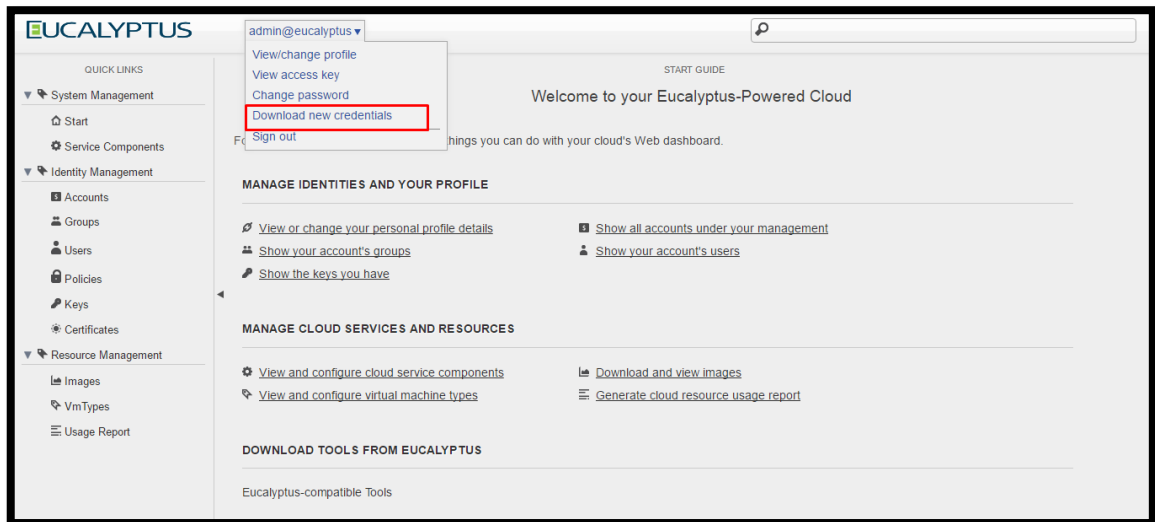 EUCALYPTUS
admin@eucalyptus ▾
View/change profile
View access key
Change password
Download new credentials
Sign out
QUICK LINKS
System Management
Start
Service Components
Identity Management
Accounts
Groups
Users
Policies
Keys
Certificates
Resource Management
Images
VmTypes
Usage Report
START GUIDE
Welcome to your Eucalyptus-Powered Cloud
things you can do with your cloud's Web dashboard.
MANAGE IDENTITIES AND YOUR PROFILE
View or change your personal profile details
Show all accounts under your management
Show your account's groups
Show your account's users
Show the keys you have
MANAGE CLOUD SERVICES AND RESOURCES
View and configure cloud service components
Download and view images
View and configure virtual machine types
Generate cloud resource usage report
DOWNLOAD TOOLS FROM EUCALYPTUS
Eucalyptus-compatible Tools